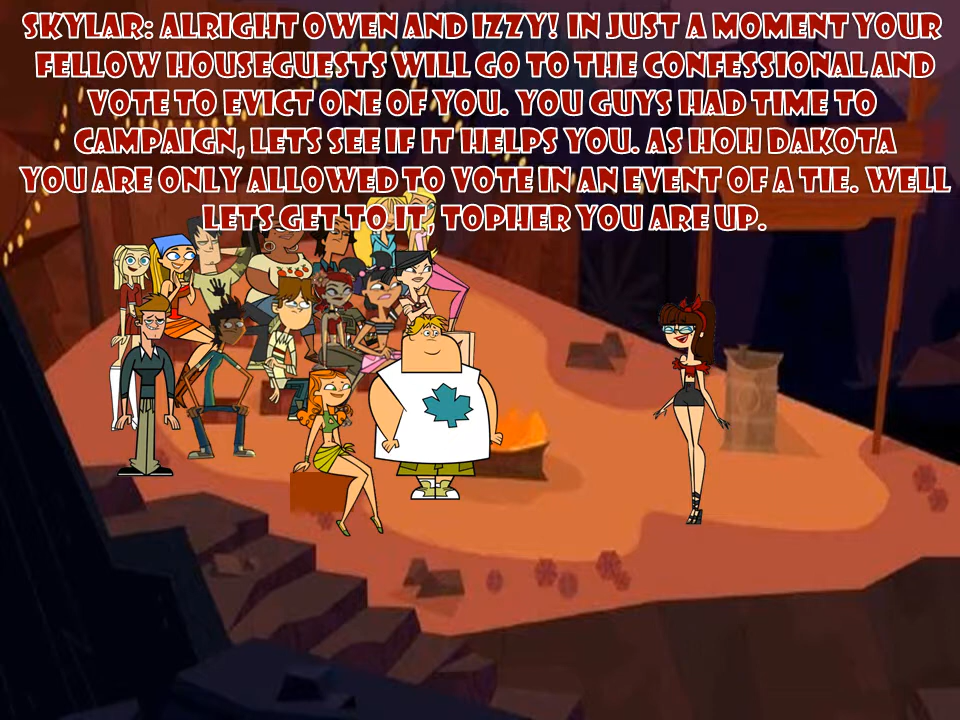 SKYLAR: ALRIGHT OWEN AND IZZY! IN JUST A MOMENT YOUR
FELLOW HOUSEGUESTS WILL GO TO THE CONFESSIONAL AND
VOTE TO EVICT ONE OF YOU. YOU GUYS HAD TIME TO
CAMPAIGN, LETS SEE IF IT HELPS YOU. AS HOH DAKOTA
YOU ARE ONLY ALLOWED TO VOTE IN AN EVENT OF A TIE. WELL
LETS GET TO IT, TOPHER YOU ARE UP.